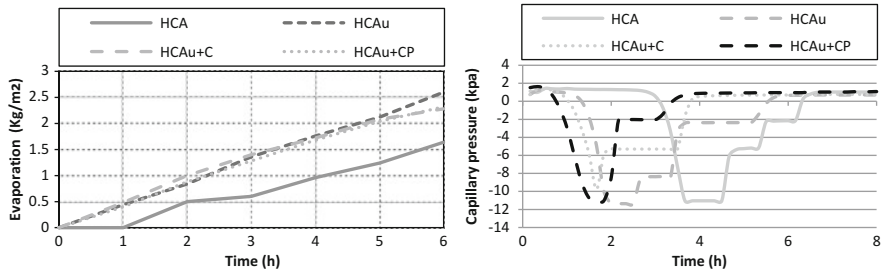 HCA
HCAu
HCAu+C
HCAu+CP
3
2.5
2
1.5
1
0.5
0
Evaporation (Kg/m2)
0 1 2 3 4 5 6
Time (h)
HCA
HCAu
HCAu+C
HCAu+CP
4
2
0
-2
-4
-6
-8
-10
-12
-14
Capillary pressure (kpa)
0 2 4 6 8
Time (h)